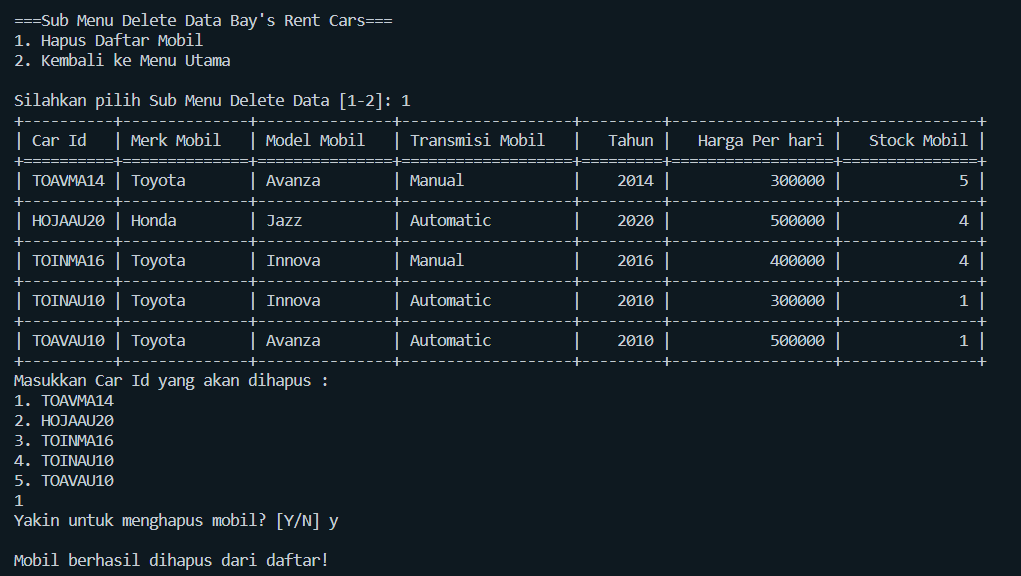 ===Sub Menu Delete Data Bay's Rent Cars===
1. Hapus Daftar Mobil
2. Kembali ke Menu Utama
Silahkan pilih Sub Menu Delete Data [1-2]: 1
+----------+--------------+---------------+-------------------+---------+------------------+---------------+
| Car Id   | Merk Mobil   | Model Mobil   | Transmisi Mobil   |   Tahun |   Harga Per hari |   Stock Mobil |
+==========+==============+===============+===================+=========+==================+===============+
| TOAVMA14 | Toyota       | Avanza        | Manual            |    2014 |           300000 |             5 |
+----------+--------------+---------------+-------------------+---------+------------------+---------------+
| HOJAAU20 | Honda        | Jazz          | Automatic         |    2020 |           500000 |             4 |
+----------+--------------+---------------+-------------------+---------+------------------+---------------+
| TOINMA16 | Toyota       | Innova        | Manual            |    2016 |           400000 |             4 |
+----------+--------------+---------------+-------------------+---------+------------------+---------------+
| TOINAU10 | Toyota       | Innova        | Automatic         |    2010 |           300000 |             1 |
+----------+--------------+---------------+-------------------+---------+------------------+---------------+
| TOAVAU10 | Toyota       | Avanza        | Automatic         |    2010 |           500000 |             1 |
+----------+--------------+---------------+-------------------+---------+------------------+---------------+
Masukkan Car Id yang akan dihapus :
1. TOAVMA14
2. HOJAAU20
3. TOINMA16
4. TOINAU10
5. TOAVAU10
1
Yakin untuk menghapus mobil? [Y/N] y
Mobil berhasil dihapus dari daftar!